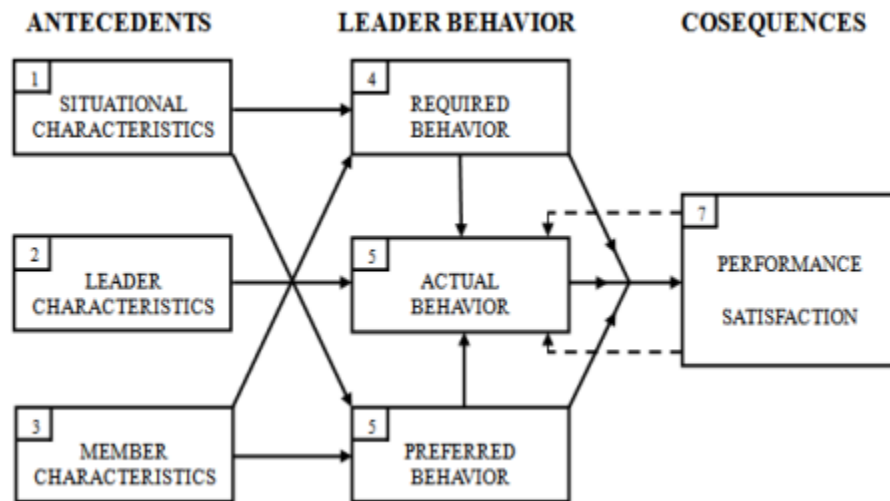 ANTECEDENTS
LEADER BEHAVIOR
COSEQUENCES
1
SITUATIONAL
CHARACTERISTICS
4
REQUIRED
BEHAVIOR
2
LEADER
CHARACTERISTICS
5
ACTUAL
BEHAVIOR
7
PERFORMANCE
SATISFACTION
3
MEMBER
CHARACTERISTICS
5
PREFERRED
BEHAVIOR